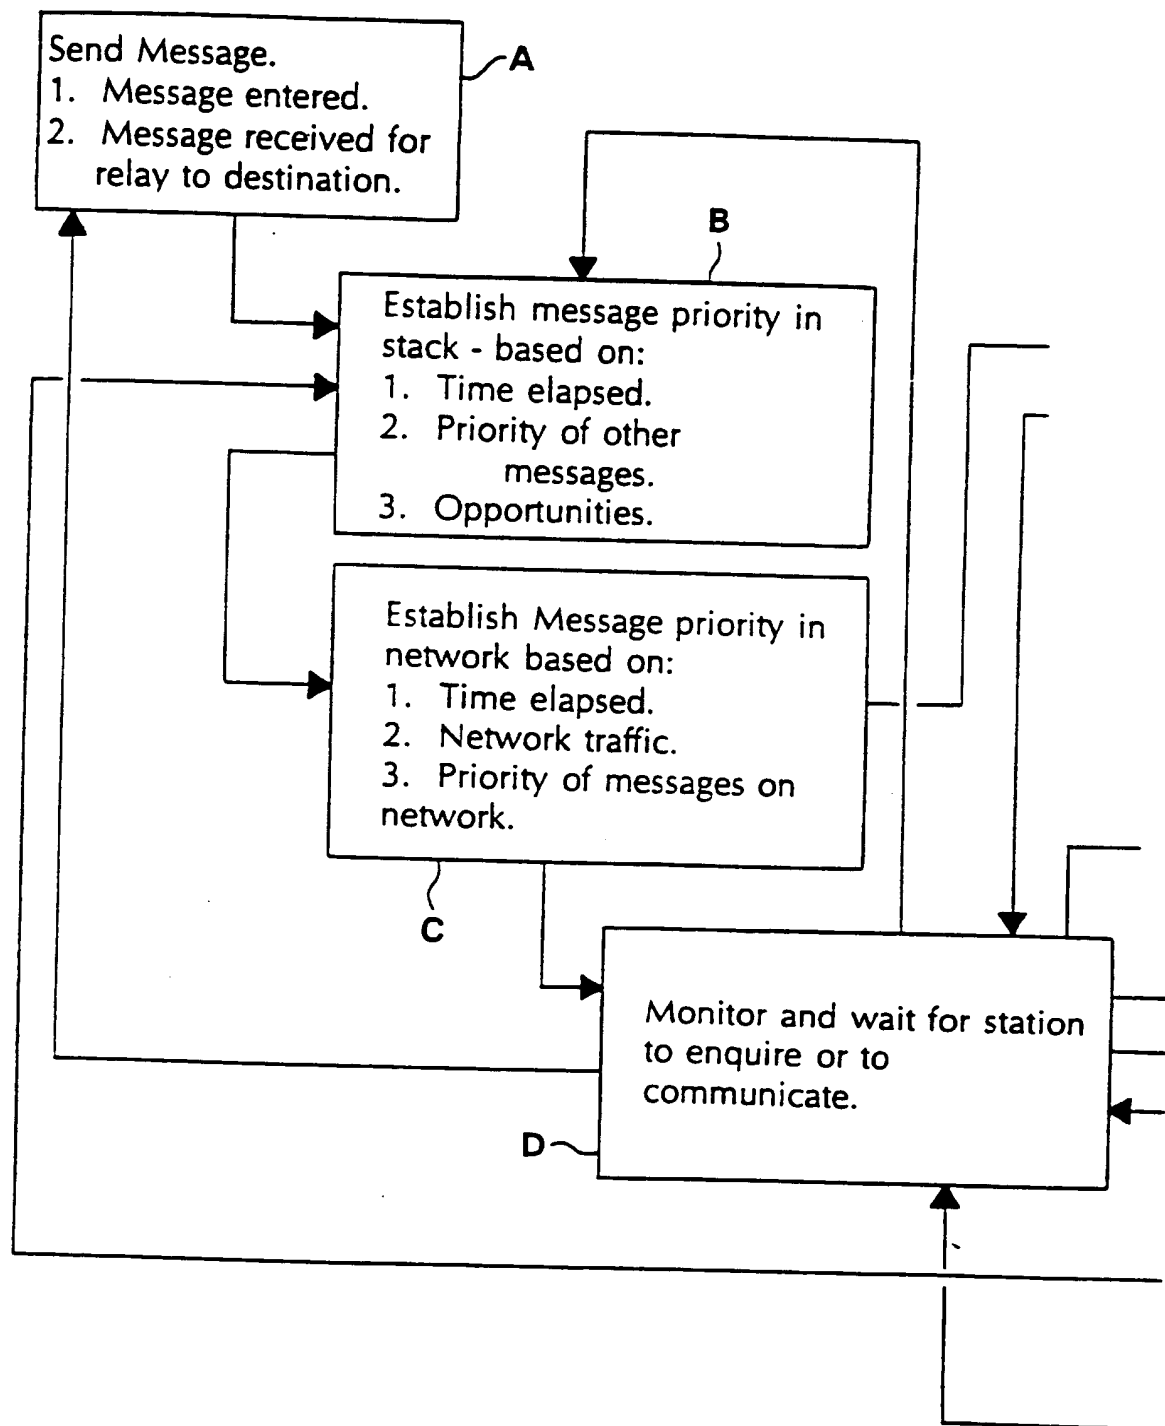 Send Message.
1. Message entered.
2. Message received for
relay to destination.
A
B
Establish message priority in
stack - based on:
1. Time elapsed.
2. Priority of other
messages.
3. Opportunities.
Establish Message priority in
network based on:
1. Time elapsed.
2. Network traffic.
3. Priority of messages on
network.
C
Monitor and wait for station
to enquire or to
communicate.
D